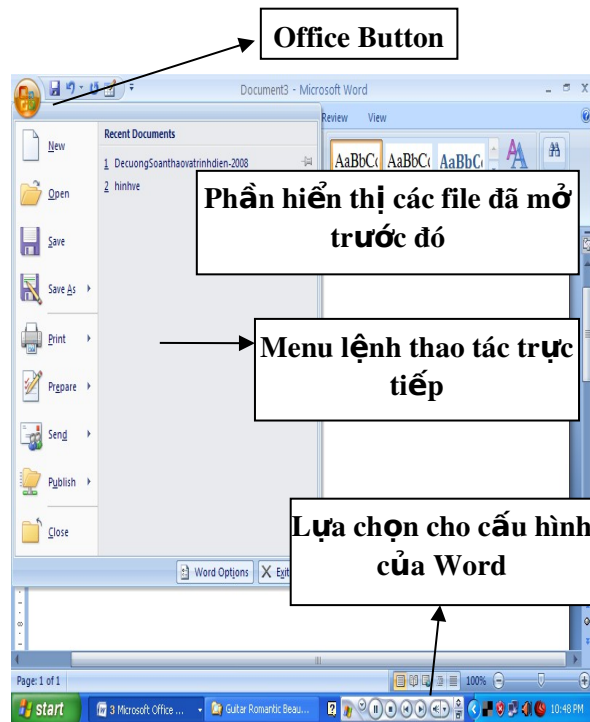 Office Button
Document3 - Microsoft Word
Review View
New
Open
Save
Save As
Print
Prepare
Send
Publish
Close
Recent Documents
1 DecuongSoanthaovatrinhdien-2008
2 hinhve
AaBbCc AaBbCc AaBbC
Phần hiển thị các file đã mở
trước đó
Menu lệnh thao tác trực
tiếp
Lựa chọn cho cấu hình
của Word
Word Options
Page: 1 of 1
100%
start
3 Microsoft Office ...
Guitar Romantic Beau...
10:48 PM